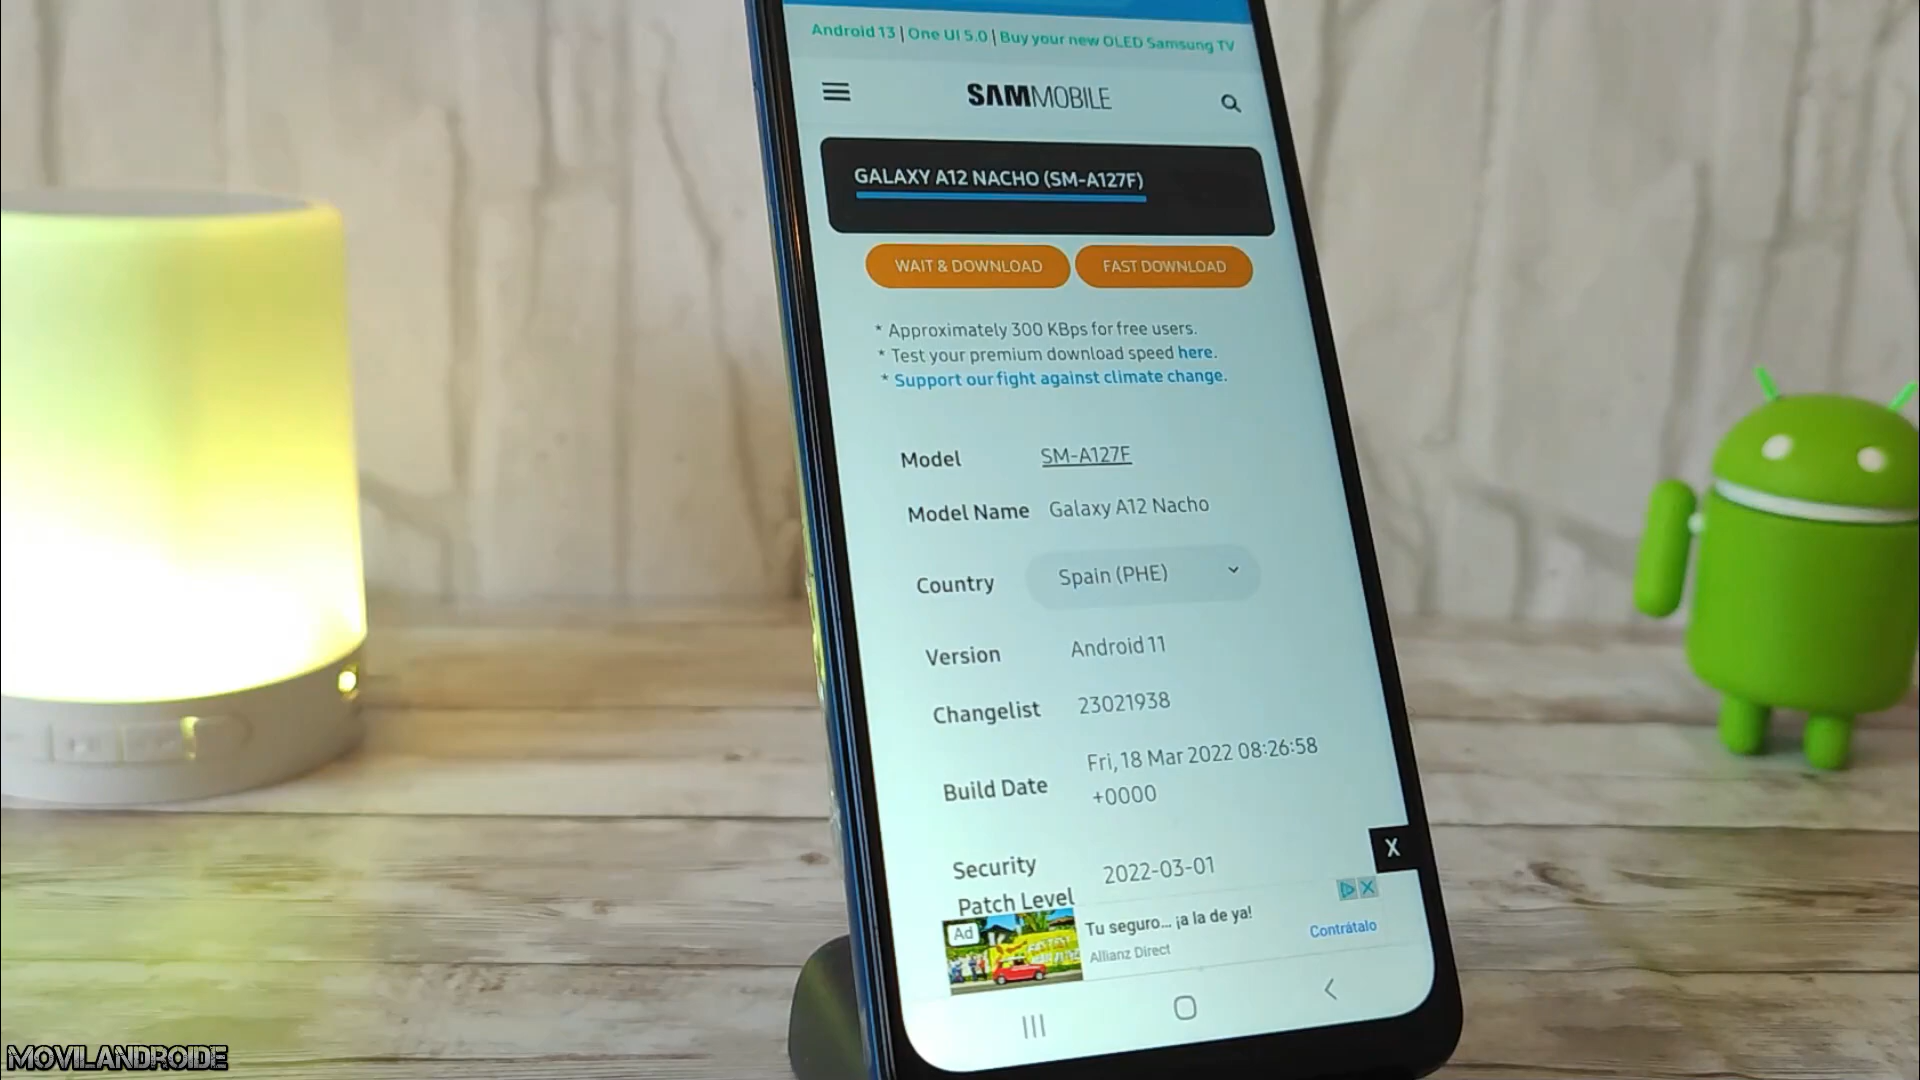 Android 13 | One UI 5.0 | Buy your new OLED Samsung TV
SAMMOBILE
GALAXY A12 NACHO (SM-A127F)
WAIT & DOWNLOAD FAST DOWNLOAD
* Approximately 300 KBps for free users.
* Test your premium download speed here.
* Support our fight against climate change.
Model SM-A127F
Model Name Galaxy A12 Nacho
Country Spain (PHE)
Version Android 11
Changelist 23021938
Build Date Fri, 18 Mar 2022 08:26:58
+0000
Security
Patch Level 2022-03-01
X
Ad
Tu seguro... ¡a la de ya!
Allianz Direct
Contrátalo
MOVILANDROIDE